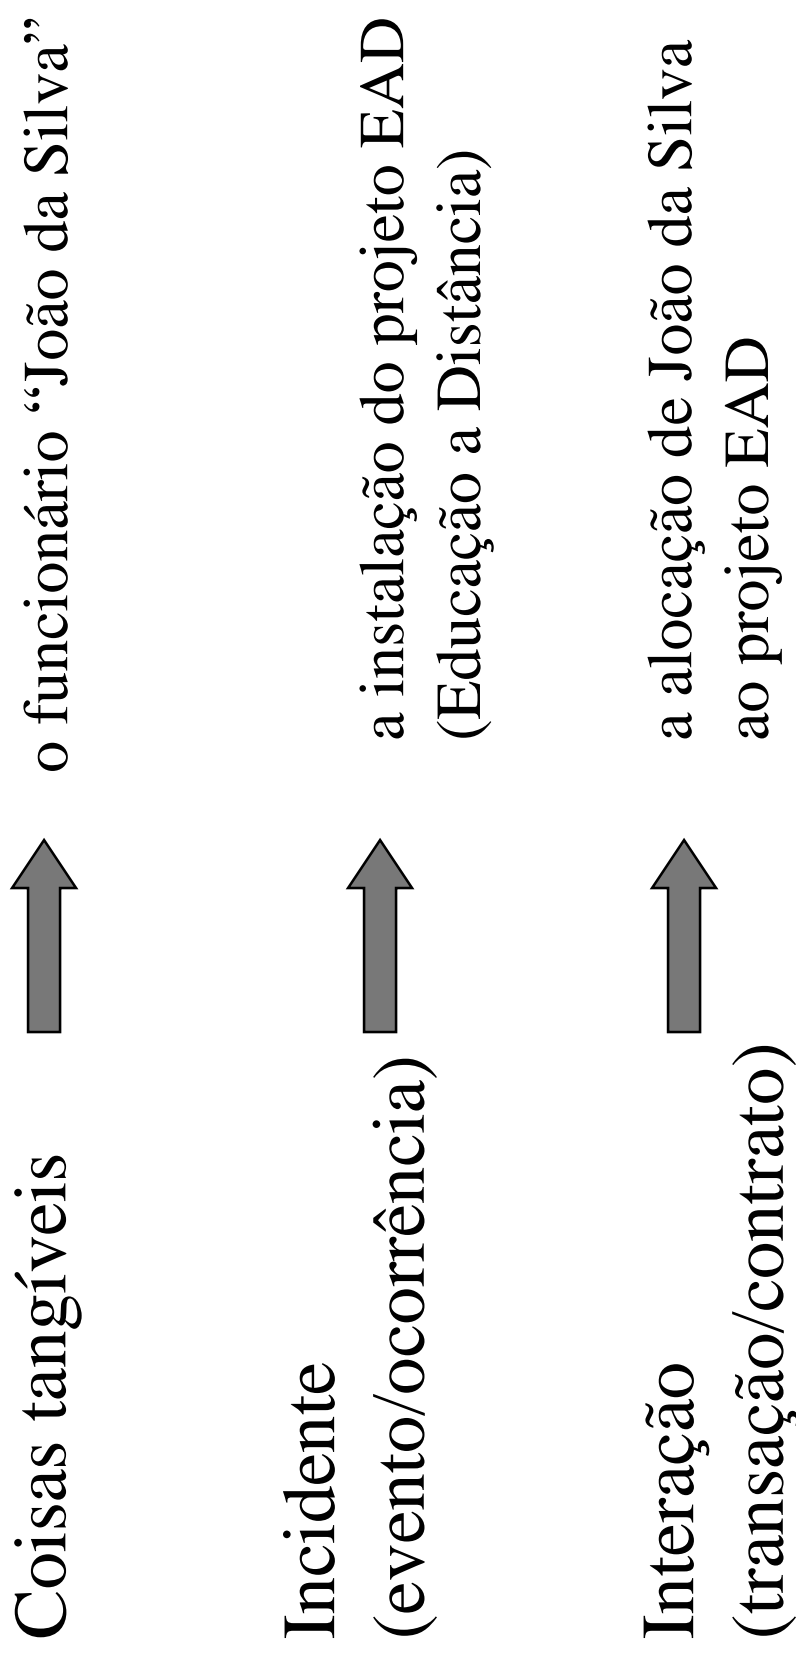 Coisas tangíveis
o funcionário “João da Silva”
Incidente
(evento/ocorrência)
a instalação do projeto EAD
(Educação a Distância)
Interação
(transação/contrato)
a alocação de João da Silva
ao projeto EAD